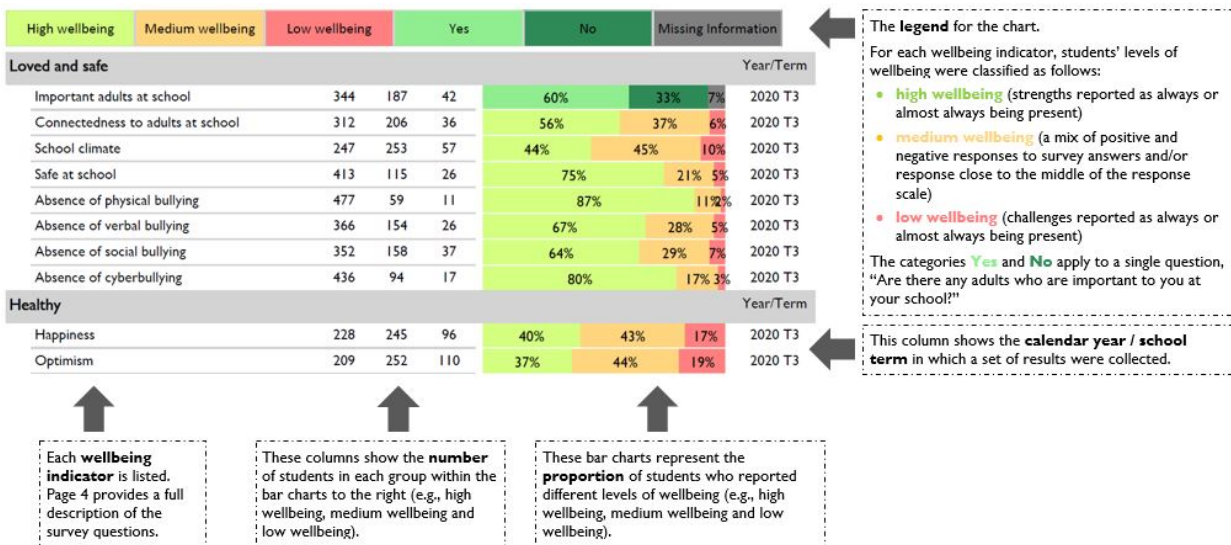 High wellbeing Medium wellbeing Low wellbeing Yes No Missing Information
Loved and safe Year/Term
Important adults at school 344 187 42 60% 33% 7% 2020 T3
Connectedness to adults at school 312 206 36 56% 37% 6% 2020 T3
School climate 247 253 57 44% 45% 10% 2020 T3
Safe at school 413 115 26 75% 21% 5% 2020 T3
Absence of physical bullying 477 59 11 87% 11% 2% 2020 T3
Absence of verbal bullying 366 154 26 67% 28% 5% 2020 T3
Absence of social bullying 352 158 37 64% 29% 7% 2020 T3
Absence of cyberbullying 436 94 17 80% 17% 3% 2020 T3
Healthy Year/Term
Happiness 228 245 96 40% 43% 17% 2020 T3
Optimism 209 252 110 37% 44% 19% 2020 T3
The legend for the chart.
For each wellbeing indicator, students' levels of
wellbeing were classified as follows:
• high wellbeing (strengths reported as always or
almost always being present)
• medium wellbeing (a mix of positive and
negative responses to survey answers and/or
response close to the middle of the response
scale)
• low wellbeing (challenges reported as always or
almost always being present)
The categories Yes and No apply to a single question,
"Are there any adults who are important to you at
your school?"
This column shows the calendar year / school
term in which a set of results were collected.
Each wellbeing
indicator is listed.
Page 4 provides a full
description of the
survey questions.
These columns show the number
of students in each group within the
bar charts to the right (e.g., high
wellbeing, medium wellbeing and
low wellbeing).
These bar charts represent the
proportion of students who reported
different levels of wellbeing (e.g., high
wellbeing, medium wellbeing and low
wellbeing).